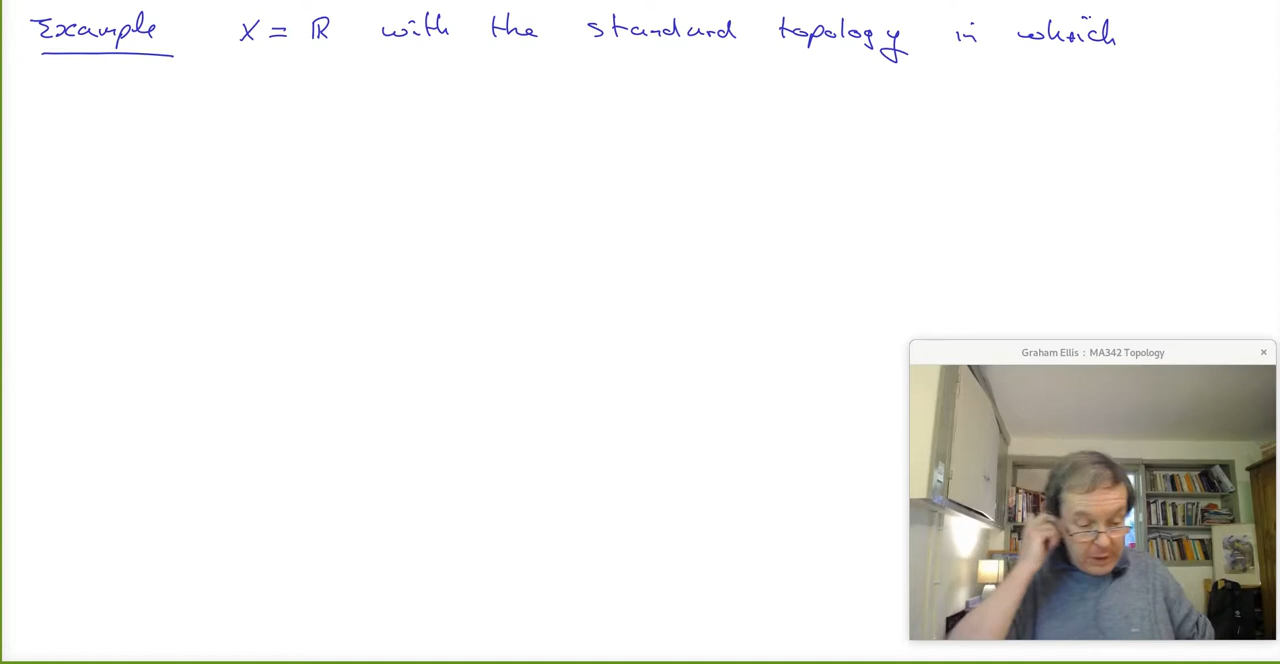 Example X = ℝ with the standard topology in which
Graham Ellis : MA342 Topology